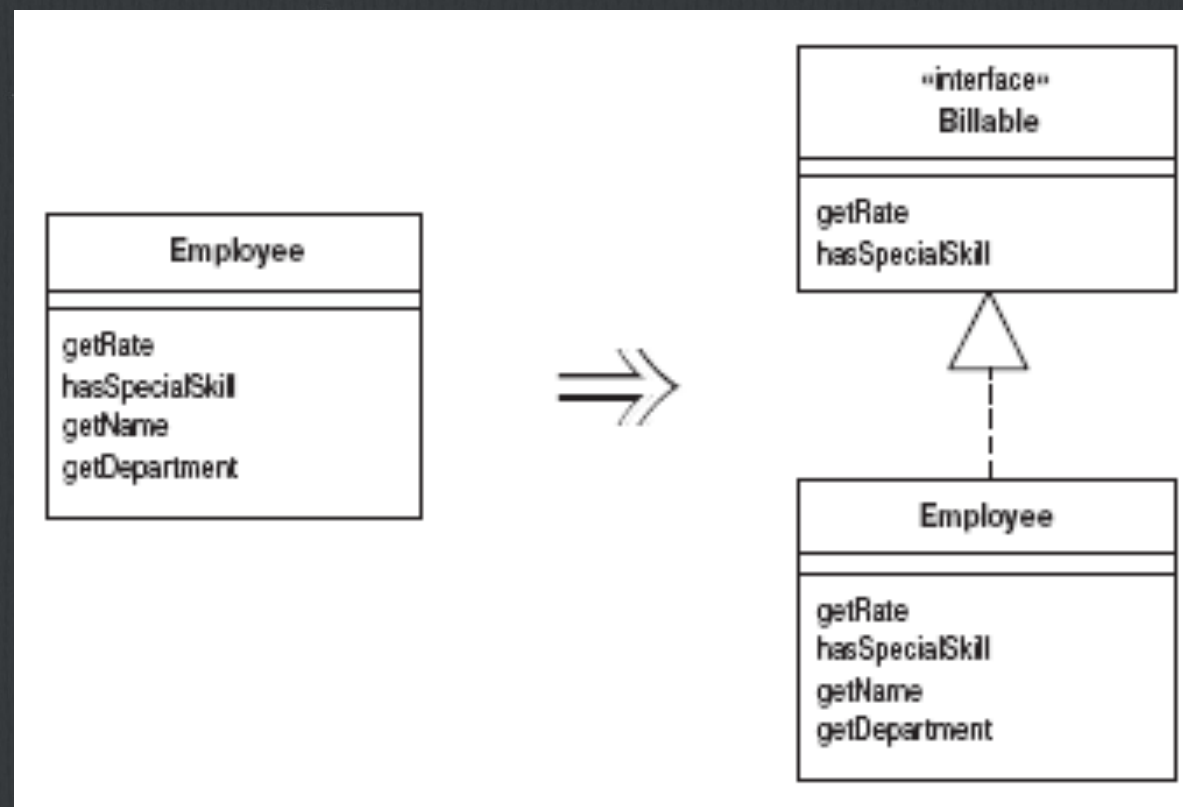 Employee
getRate
hasSpecialSkill
getName
getDepartment
«interface»
Billable
getRate
hasSpecialSkill
Employee
getRate
hasSpecialSkill
getName
getDepartment